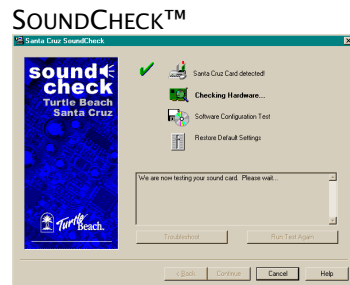 SOUNDCHECK™
Santa Cruz SoundCheck
sound
check
Turtle Beach
Santa Cruz
Turtle
Beach.
Santa Cruz Card detected!
Checking Hardware...
Software Configuration Test
Restore Default Settings
We are now testing your sound card. Please wait...
Troubleshoot
Run Test Again
< Back
Continue
Cancel
Help